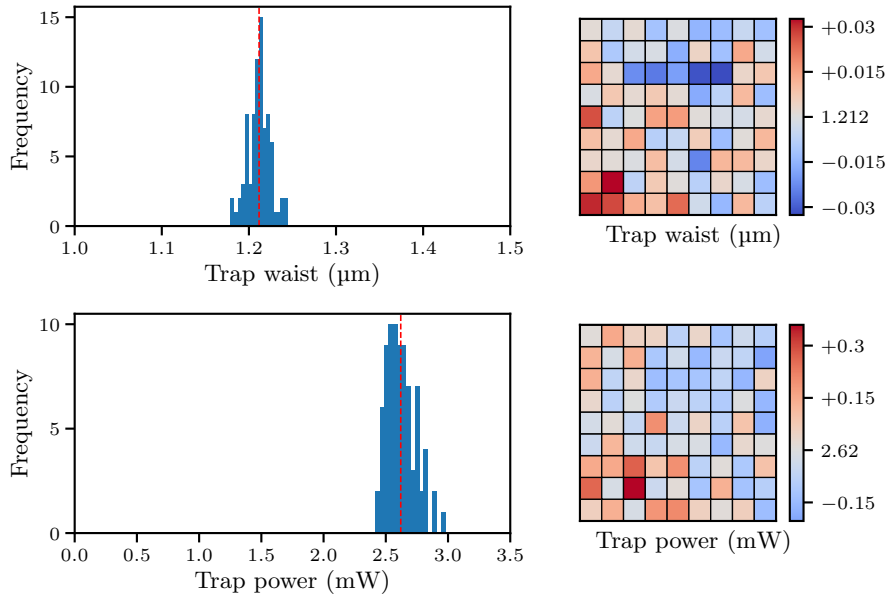 15
10
5
0
Frequency
1.0 1.1 1.2 1.3 1.4 1.5
Trap waist (µm)
+0.03
+0.015
1.212
−0.015
−0.03
Trap waist (µm)
10
5
0
Frequency
0.0 0.5 1.0 1.5 2.0 2.5 3.0 3.5
Trap power (mW)
+0.3
+0.15
2.62
-0.15
Trap power (mW)